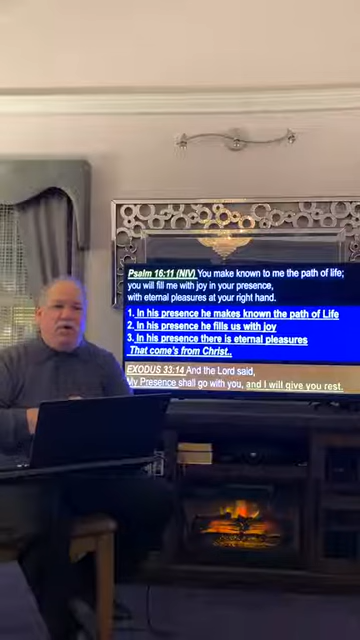 Psalm 16:11 (NIV) You make known to me the path of life;
you will fill me with joy in your presence,
with eternal pleasures at your right hand.
1. In his presence he makes known the path of Life
2. In his presence he fills us with joy
3. In his presence there is eternal pleasures
That come's from Christ..
EXODUS 33:14 And the Lord said,
My Presence shall go with you, and I will give you rest.